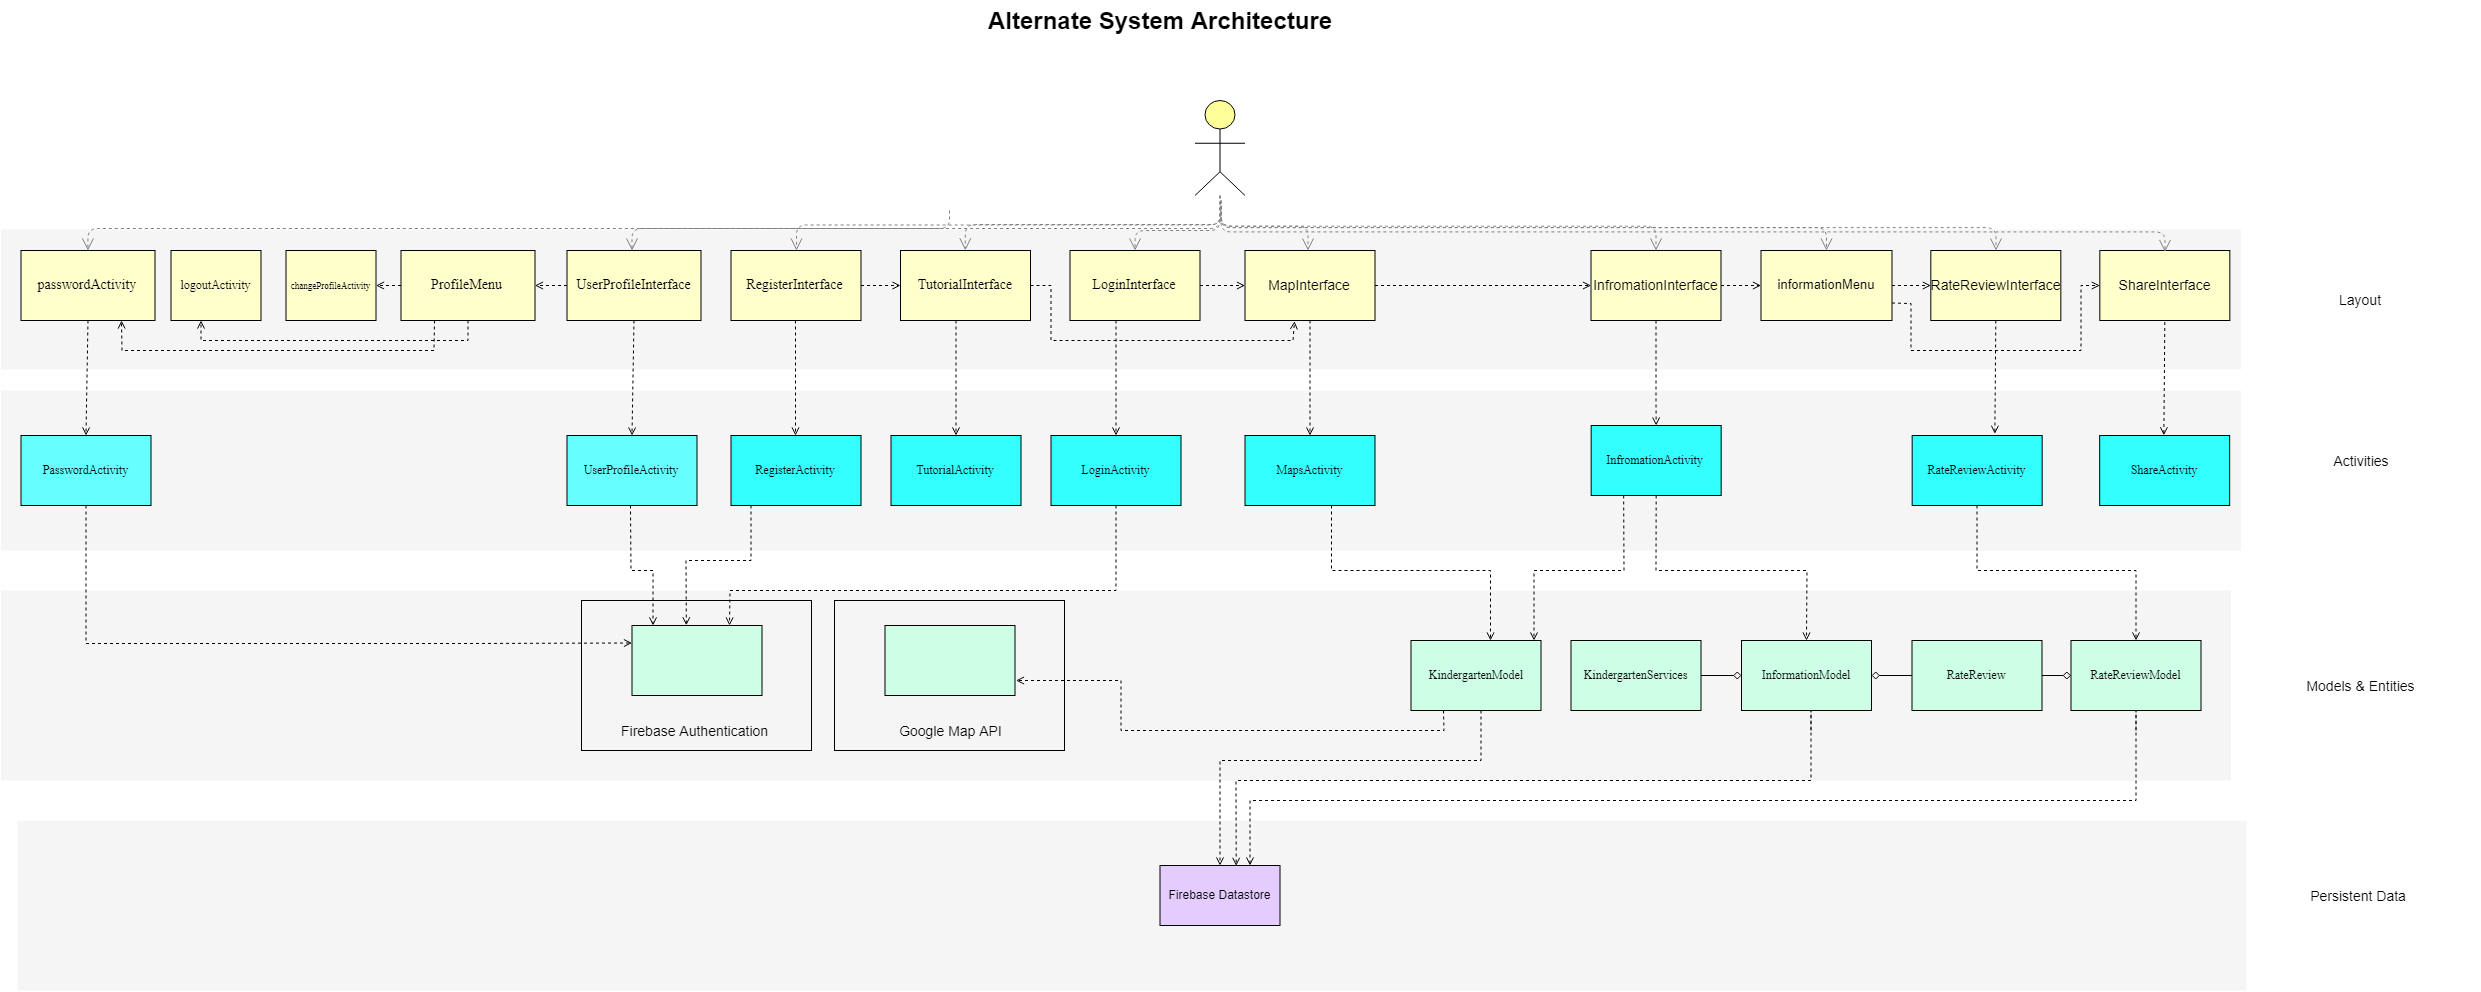 Alternate System Architecture
passwordActivity
logoutActivity
changeProfileActivity
ProfileMenu
UserProfileInterface
RegisterInterface
TutorialInterface
LoginInterface
MapInterface
InfromationInterface
informationMenu
RateReviewInterface
ShareInterface
Layout
PasswordActivity
UserProfileActivity
RegisterActivity
TutorialActivity
LoginActivity
MapsActivity
InfromationActivity
RateReviewActivity
ShareActivity
Activities
KindergartenModel
KindergartenServices
InformationModel
RateReview
RateReviewModel
Models & Entities
Firebase Authentication
Google Map API
Firebase Datastore
Persistent Data